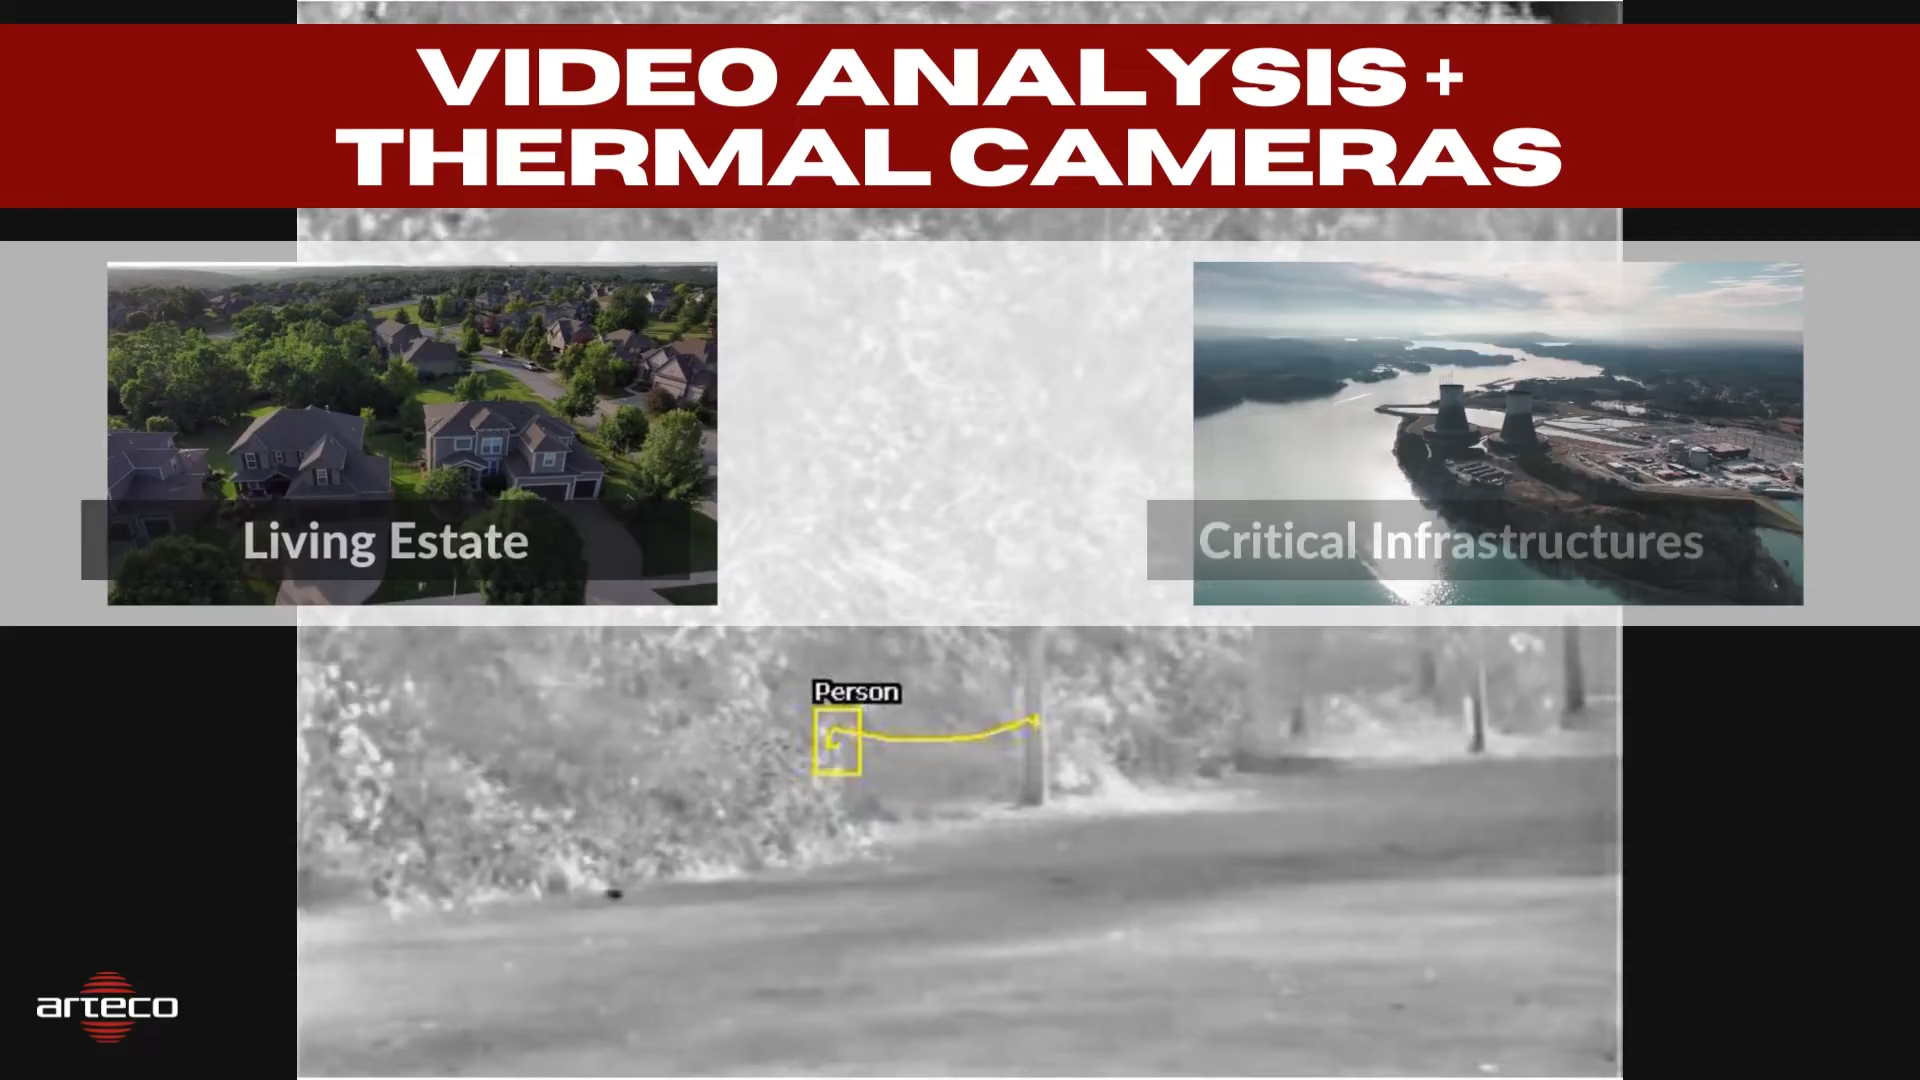 VIDEO ANALYSIS +
THERMAL CAMERAS
Living Estate
Critical Infrastructures
Person
arteco